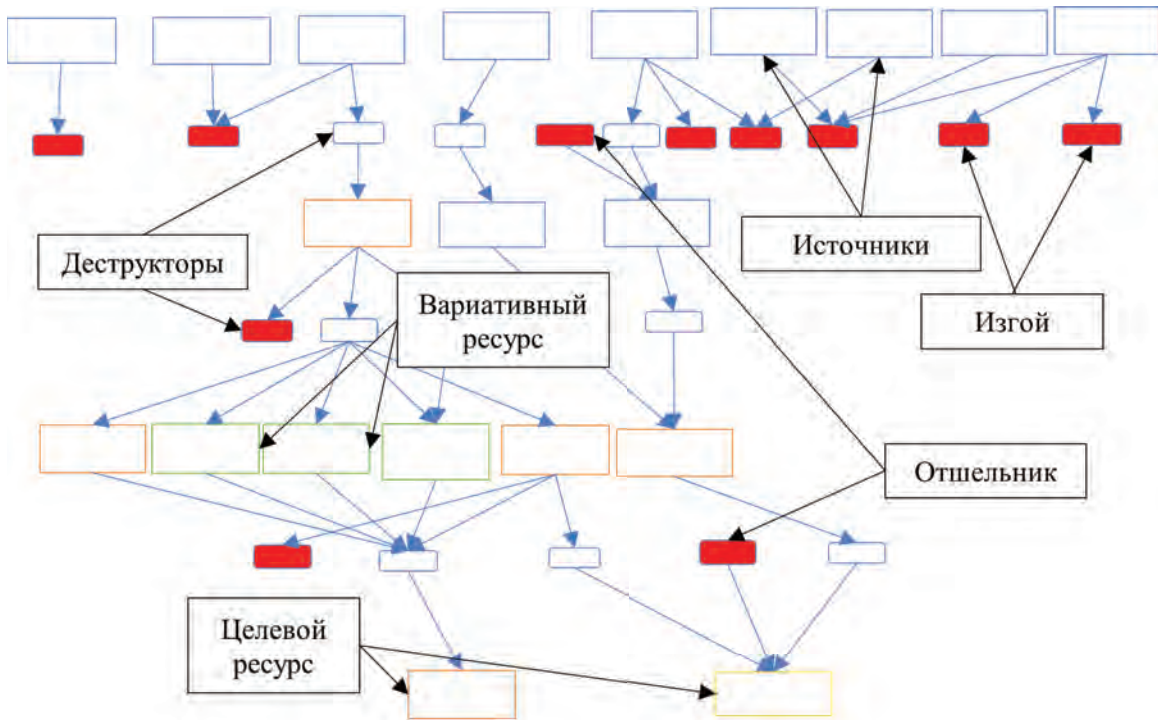 Источники
Деструкторы
Вариативный
ресурс
Изгой
Отшельник
Целевой
ресурс